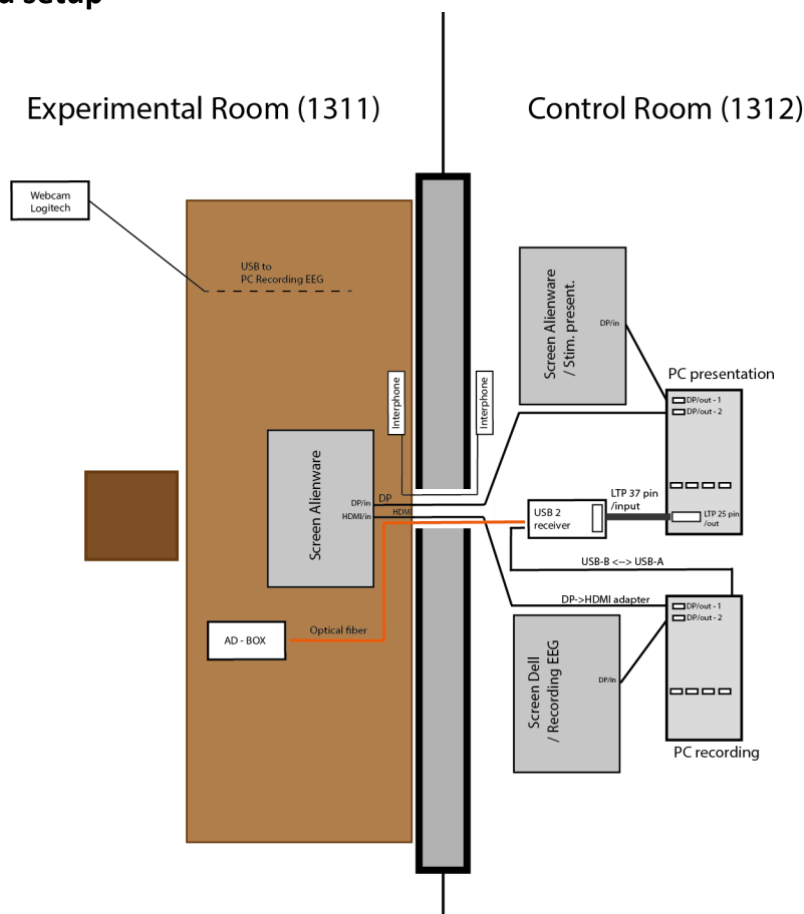 setup
Experimental Room (1311)
Control Room (1312)
Webcam
Logitech
USB to
PC Recording EEG
Screen Alienware
/ Stim. present.
DP/in
PC presentation
DP/out - 1
DP/out - 2
Interphone
Interphone
Screen Alienware
DP/in
DP
HDMI/in
HDMI
LTP 37 pin
/input
USB 2
receiver
LTP 25 pin
/out
USB-B <--> USB-A
DP->HDMI adapter
DP/out - 1
DP/out - 2
Optical fiber
AD - BOX
Screen Dell
/ Recording EEG
DP/in
PC recording